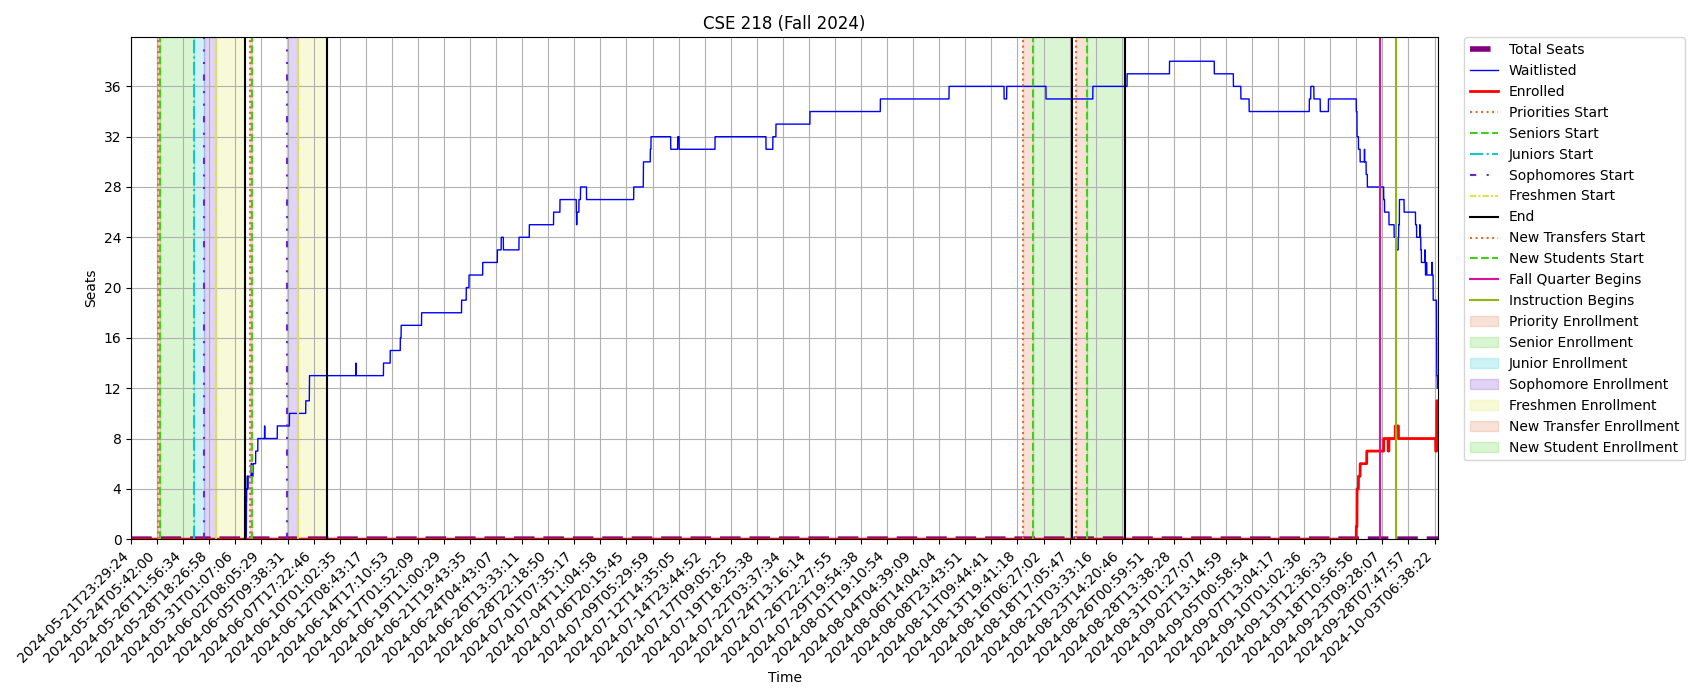 CSE 218 (Fall 2024)
Seats
36
32
28
24
20
16
12
8
4
0
2024-05-21T23:29:24
2024-05-24T05:42:00
2024-05-26T11:56:34
2024-05-28T18:26:58
2024-05-31T01:07:06
2024-06-02T08:05:29
2024-06-05T09:38:31
2024-06-07T17:22:46
2024-06-10T01:02:35
2024-06-12T08:43:17
2024-06-14T17:10:53
2024-06-17T01:52:09
2024-06-19T11:00:29
2024-06-21T19:43:35
2024-06-24T04:43:07
2024-06-26T13:33:11
2024-06-28T22:18:50
2024-07-01T07:35:17
2024-07-04T11:04:58
2024-07-06T20:15:45
2024-07-09T05:29:59
2024-07-12T14:35:05
2024-07-14T23:44:52
2024-07-17T09:05:25
2024-07-19T18:25:38
2024-07-22T03:37:34
2024-07-24T13:16:14
2024-07-26T22:27:55
2024-07-29T19:54:38
2024-08-01T19:10:54
2024-08-04T04:39:09
2024-08-06T14:04:04
2024-08-08T23:43:51
2024-08-11T09:44:41
2024-08-13T19:41:18
2024-08-16T06:27:02
2024-08-18T17:05:47
2024-08-21T03:33:16
2024-08-23T14:20:46
2024-08-26T00:59:51
2024-08-28T13:38:28
2024-08-31T01:27:07
2024-09-02T13:14:59
2024-09-05T00:58:54
2024-09-07T13:04:17
2024-09-10T01:02:36
2024-09-13T12:36:33
2024-09-18T10:56:56
2024-09-23T09:28:07
2024-09-28T07:47:57
2024-10-03T06:38:22
Time
Total Seats
Waitlisted
Enrolled
Priorities Start
Seniors Start
Juniors Start
Sophomores Start
Freshmen Start
End
New Transfers Start
New Students Start
Fall Quarter Begins
Instruction Begins
Priority Enrollment
Senior Enrollment
Junior Enrollment
Sophomore Enrollment
Freshmen Enrollment
New Transfer Enrollment
New Student Enrollment